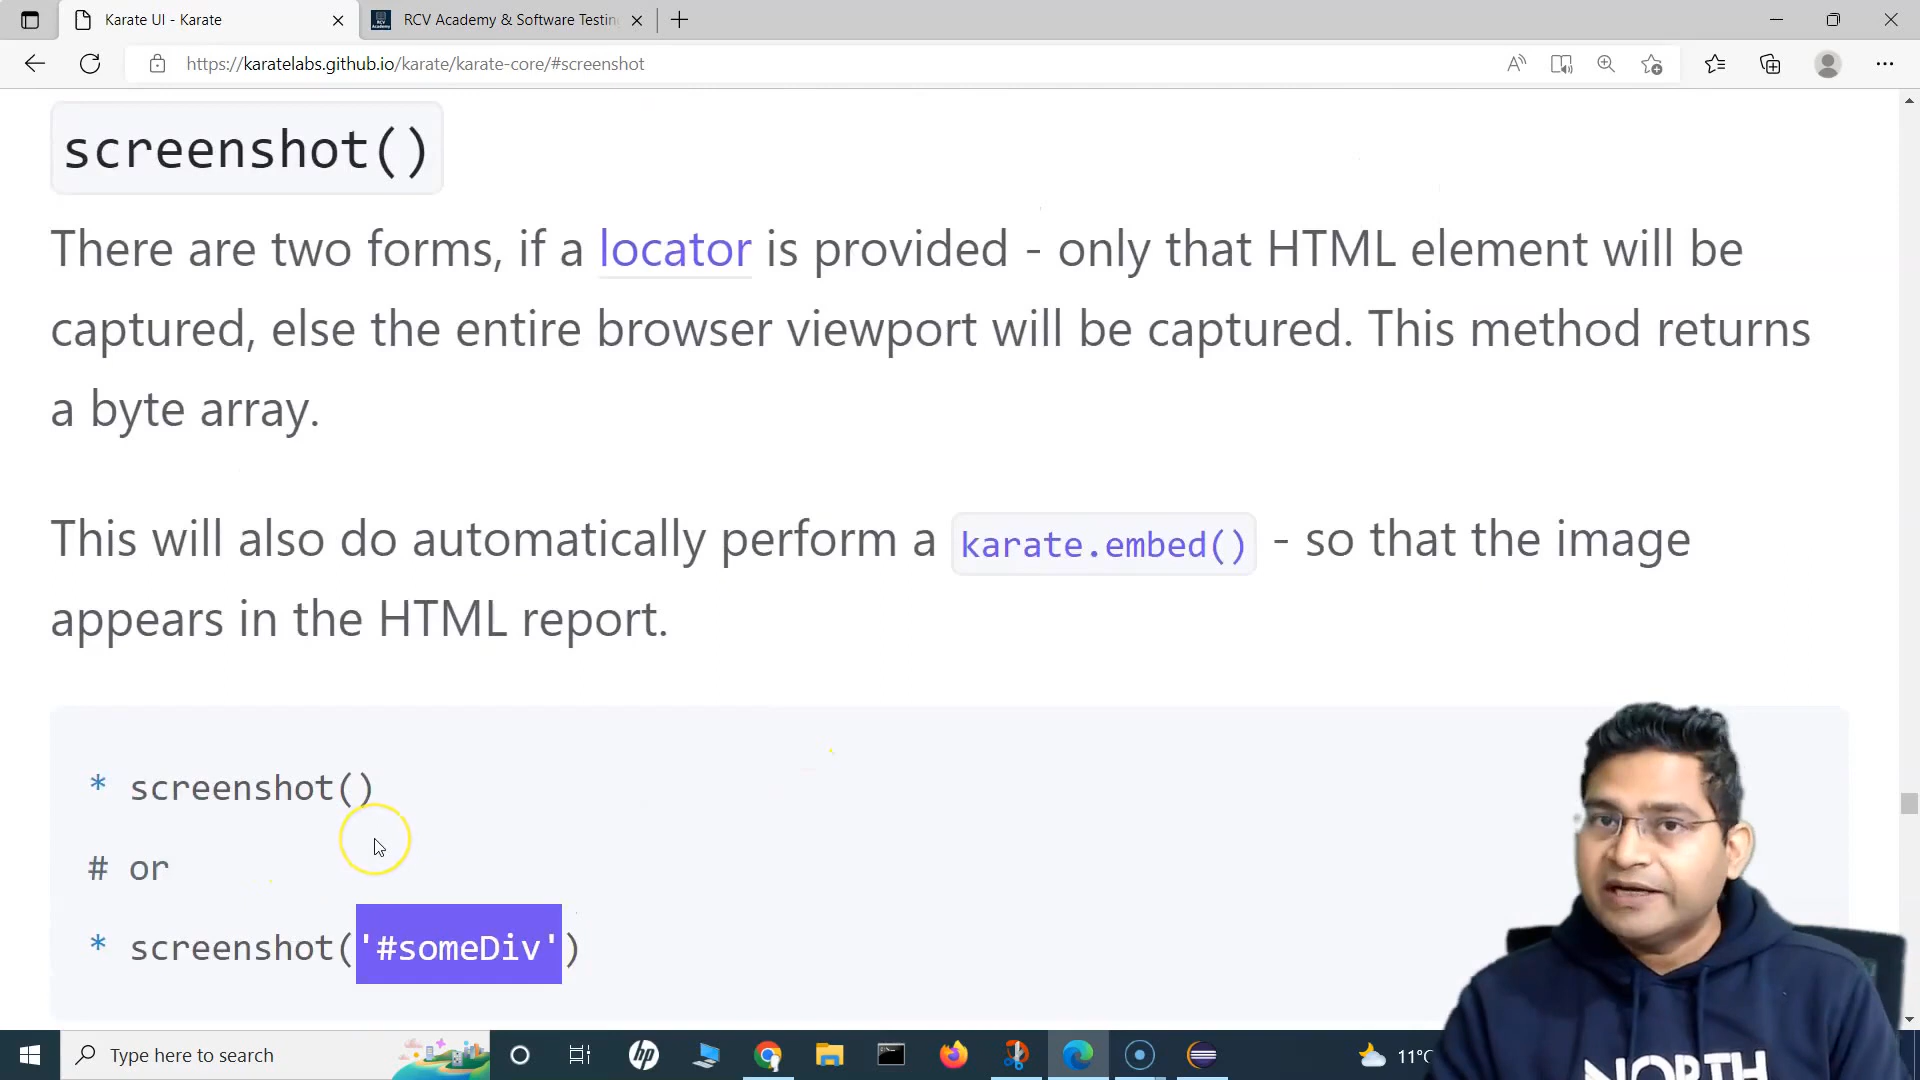 Karate UI - Karate
RCV Academy & Software Testin
https://karatelabs.github.io/karate/karate-core/#screenshot
screenshot()
There are two forms, if a locator is provided - only that HTML element will be
captured, else the entire browser viewport will be captured. This method returns
a byte array.
This will also do automatically perform a karate.embed() - so that the image
appears in the HTML report.
* screenshot()
# or
* screenshot('#someDiv')
Type here to search
hp
11°C
NORTH